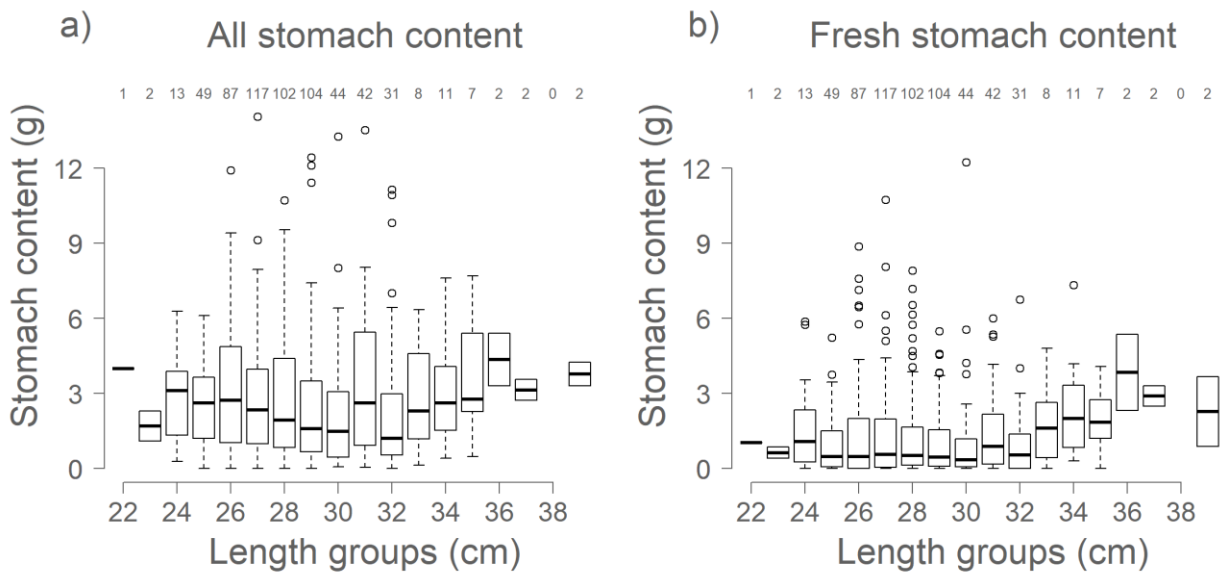 a) All stomach content
1 2 13 49 87 117 102 104 44 42 31 8 11 7 2 2 0 2
Stomach content (g)
12
9
6
3
0
22 24 26 28 30 32 34 36 38
Length groups (cm)
b) Fresh stomach content
1 2 13 49 87 117 102 104 44 42 31 8 11 7 2 2 0 2
Stomach content (g)
12
9
6
3
0
22 24 26 28 30 32 34 36 38
Length groups (cm)